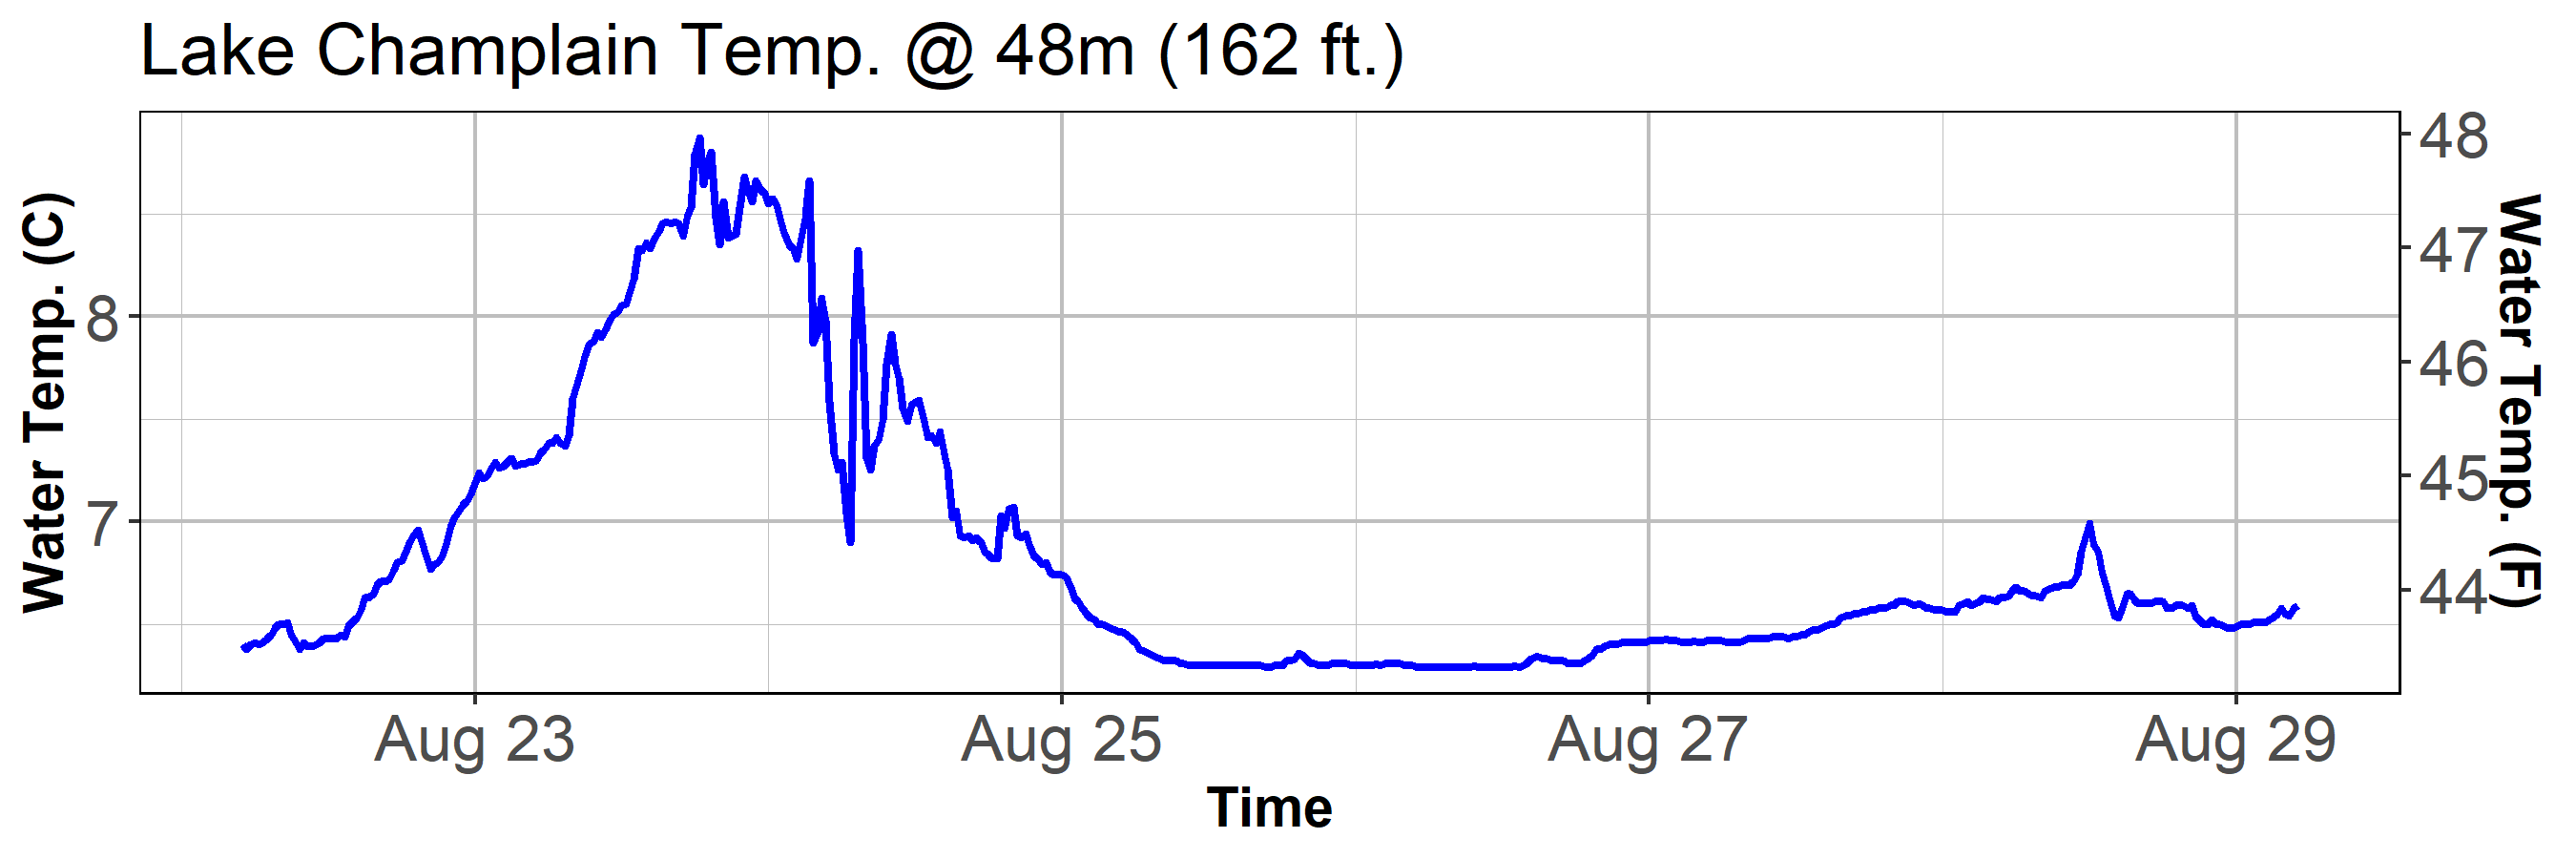 Lake Champlain Temp. @ 48m (162 ft.)
Water Temp. (C)
8
7
48
47
46
45
44
Water Temp. (F)
Aug 23
Aug 25
Aug 27
Aug 29
Time